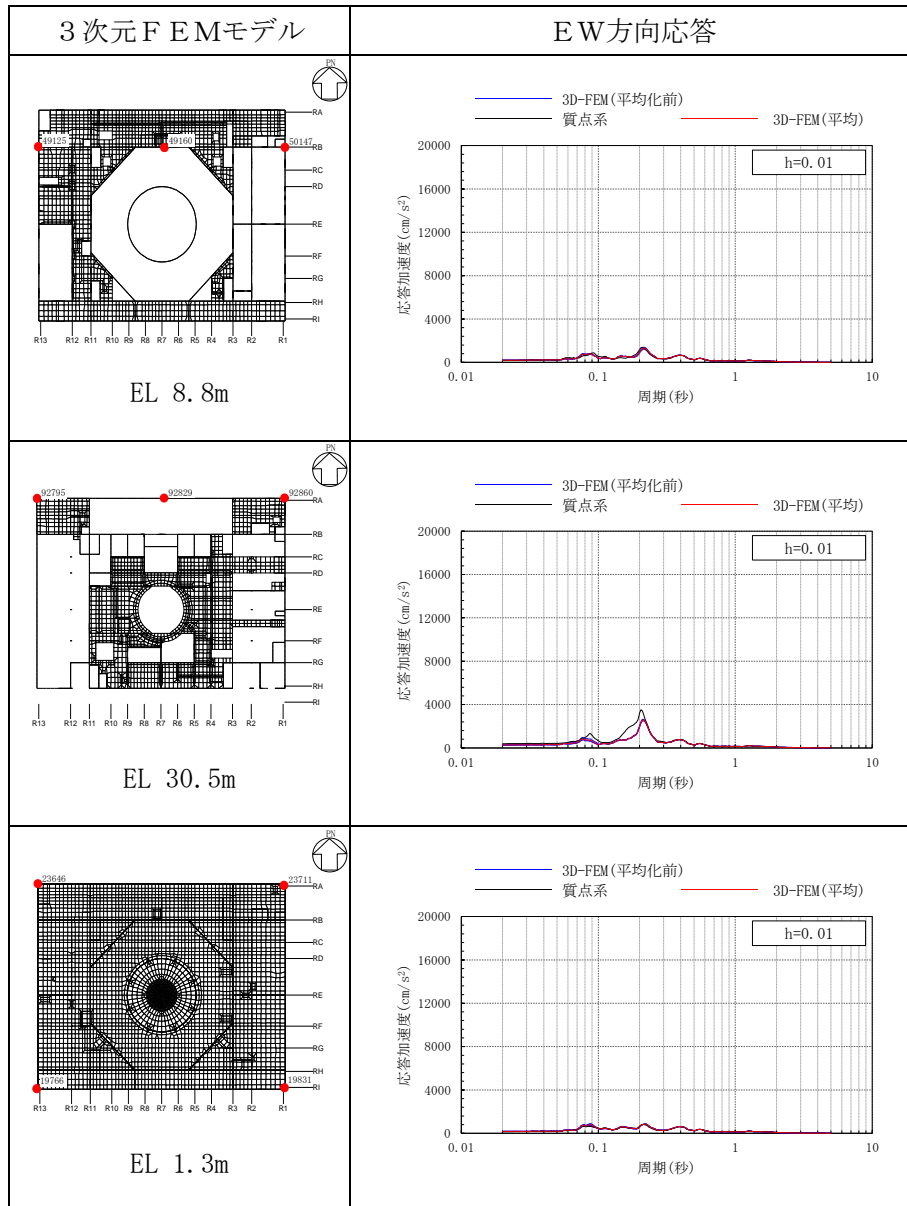 ３次元ＦＥＭモデル
ＥＷ方向応答
PN
49125
49160
50147
RA
RB
RC
RD
RE
RF
RG
RH
RI
R13 R12 R11 R10 R9 R8 R7 R6 R5 R4 R3 R2 R1
EL 8.8m
3D-FEM(平均化前)
質点系 3D-FEM(平均)
h=0.01
20000
16000
12000
8000
4000
0
応答加速度(cm/s²)
0.01 0.1 1 10
周期(秒)
PN
92795
92829
92860
RA
RB
RC
RD
RE
RF
RG
RH
RI
R13 R12 R11 R10 R9 R8 R7 R6 R5 R4 R3 R2 R1
EL 30.5m
3D-FEM(平均化前)
質点系 3D-FEM(平均)
h=0.01
20000
16000
12000
8000
4000
0
応答加速度(cm/s²)
0.01 0.1 1 10
周期(秒)
PN
23646
23711
RA
RB
RC
RD
RE
RF
RG
RH
RI
19766
19831
R13 R12 R11 R10 R9 R8 R7 R6 R5 R4 R3 R2 R1
EL 1.3m
3D-FEM(平均化前)
質点系 3D-FEM(平均)
h=0.01
20000
16000
12000
8000
4000
0
応答加速度(cm/s²)
0.01 0.1 1 10
周期(秒)